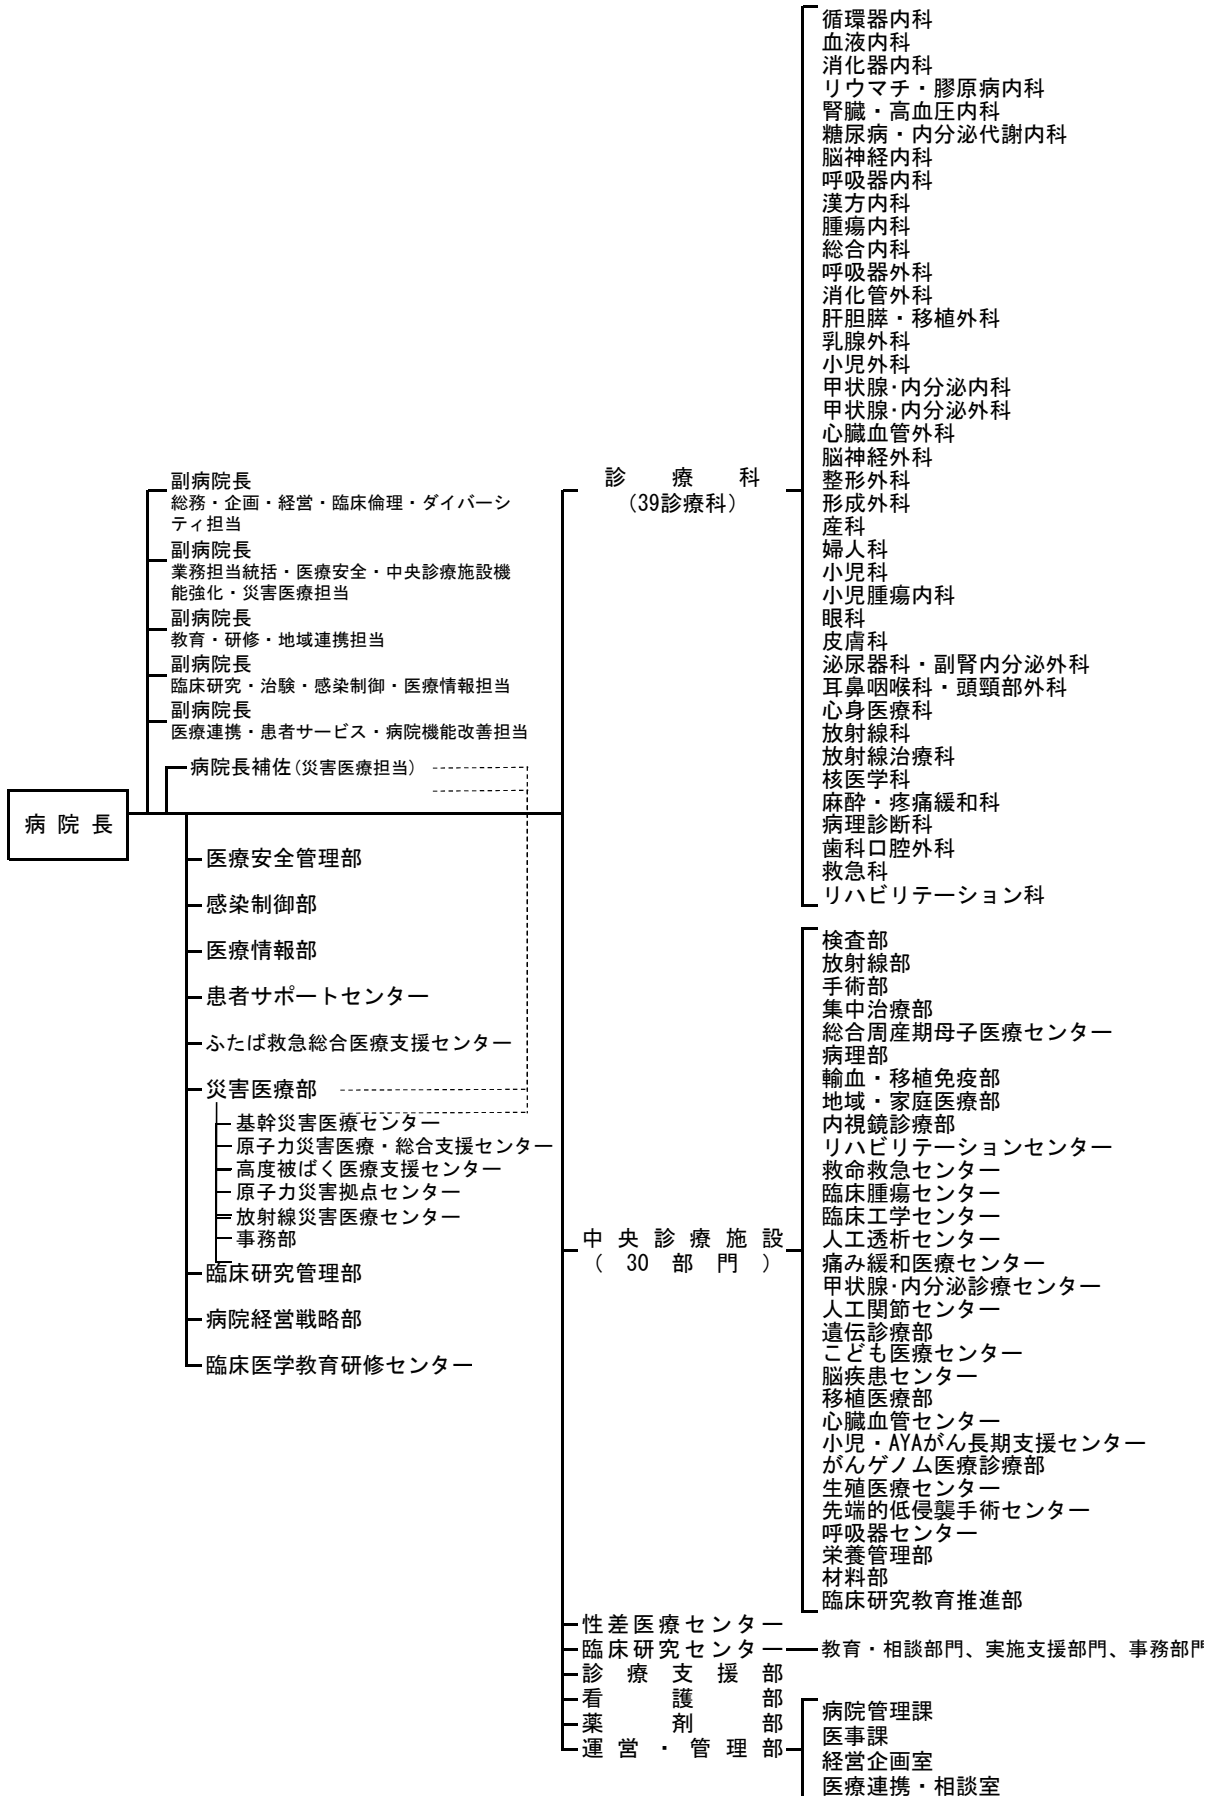 病院長
副病院長
総務・企画・経営・臨床倫理・ダイバーシ
ティ担当
副病院長
業務担当統括・医療安全・中央診療施設機
能強化・災害医療担当
副病院長
教育・研修・地域連携担当
副病院長
臨床研究・治験・感染制御・医療情報担当
副病院長
医療連携・患者サービス・病院機能改善担当
病院長補佐(災害医療担当)
医療安全管理部
感染制御部
医療情報部
患者サポートセンター
ふたば救急総合医療支援センター
災害医療部
基幹災害医療センター
原子力災害医療・総合支援センター
高度被ばく医療支援センター
原子力災害拠点センター
放射線災害医療センター
事務部
臨床研究管理部
病院経営戦略部
臨床医学教育研修センター
診療科
(39診療科)
循環器内科
血液内科
消化器内科
リウマチ・膠原病内科
腎臓・高血圧内科
糖尿病・内分泌代謝内科
脳神経内科
呼吸器内科
漢方内科
腫瘍内科
総合内科
呼吸器外科
消化管外科
肝胆膵・移植外科
乳腺外科
小児外科
甲状腺・内分泌内科
甲状腺・内分泌外科
心臓血管外科
脳神経外科
整形外科
形成外科
産科
婦人科
小児科
小児腫瘍内科
眼科
皮膚科
泌尿器科・副腎内分泌外科
耳鼻咽喉科・頭頸部外科
心身医療科
放射線科
放射線治療科
核医学科
麻酔・疼痛緩和科
病理診断科
歯科口腔外科
救急科
リハビリテーション科
中央診療施設
(30部門)
検査部
放射線部
手術部
集中治療部
総合周産期母子医療センター
病理部
輸血・移植免疫部
地域・家庭医療部
内視鏡診療部
リハビリテーションセンター
救命救急センター
臨床腫瘍センター
臨床工学センター
人工透析センター
痛み緩和医療センター
甲状腺・内分泌診療センター
人工関節センター
遺伝診療部
こども医療センター
脳疾患センター
移植医療部
心臓血管センター
小児・AYAがん長期支援センター
がんゲノム医療診療部
生殖医療センター
先端的低侵襲手術センター
呼吸器センター
栄養管理部
材料部
臨床研究教育推進部
性差医療センター
臨床研究センター
教育・相談部門、実施支援部門、事務部門
診療支援部
看護部
薬剤部
運営・管理部
病院管理課
医事課
経営企画室
医療連携・相談室